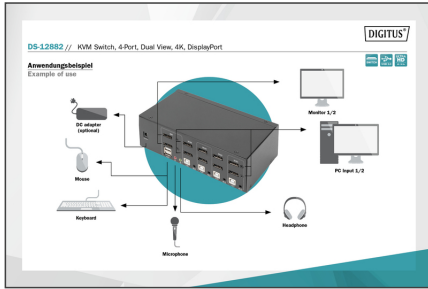 DIGITUS®
DS-12882 // KVM Switch, 4-Port, Dual View, 4K, DisplayPort
Anwendungsbeispiel
Example of use
Monitor 1/2
DC adapter
(optional)
PC Input 1/2
Mouse
Keyboard
Headphone
Microphone